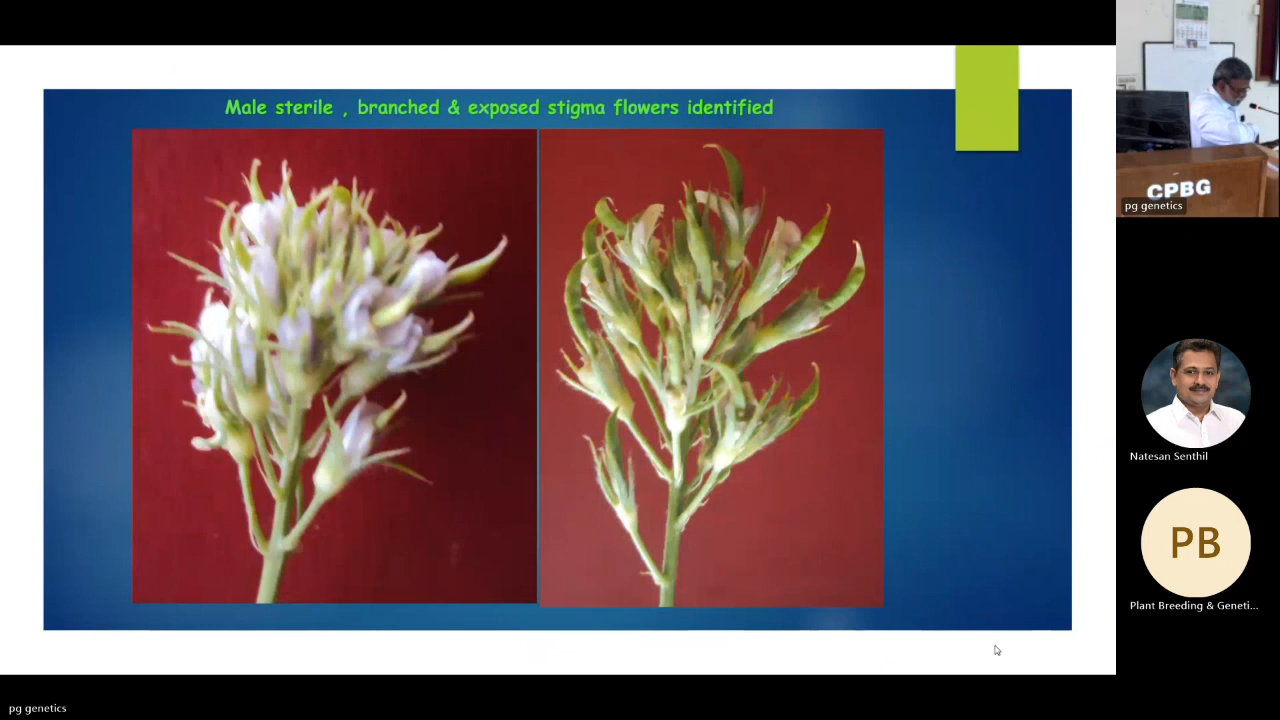 Male sterile , branched & exposed stigma flowers identified
CPBG
pg genetics
Natesan Senthil
PB
Plant Breeding & Geneti...
pg genetics